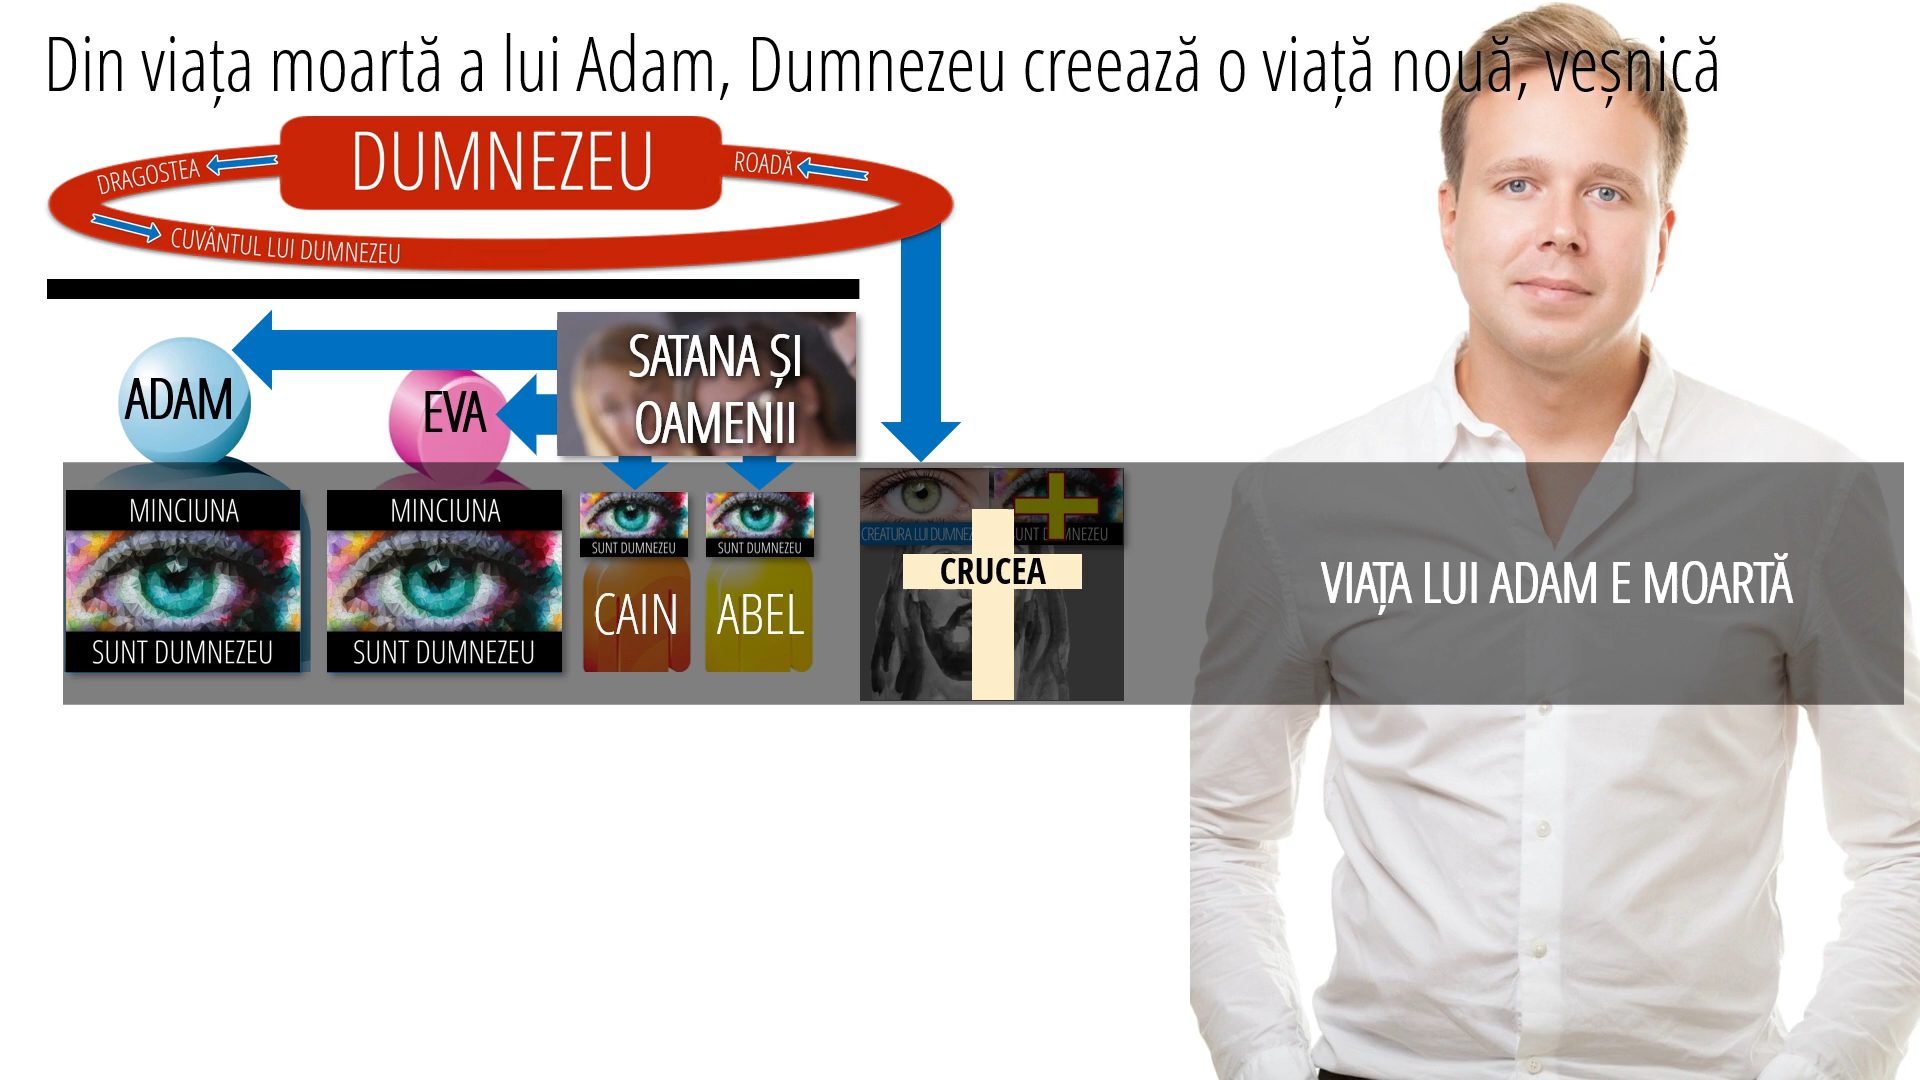 Din viața moartă a lui Adam, Dumnezeu creează o viață nouă, veșnică
DUMNEZEU
DRAGOSTEA
ROADĂ
CUVÂNTUL LUI DUMNEZEU
SATANA ȘI
OAMENII
ADAM
EVA
MINCIUNA
SUNT DUMNEZEU
MINCIUNA
SUNT DUMNEZEU
SUNT DUMNEZEU
CAIN
SUNT DUMNEZEU
ABEL
CREATURA LUI
CRUCEA
VIAȚA LUI ADAM E MOARTĂ